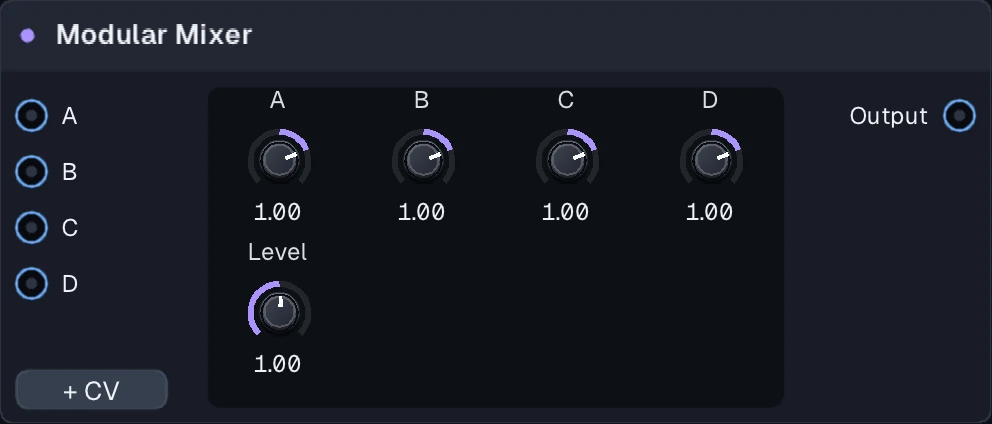 Modular Mixer
A
B
C
D
+ CV
A B C D
1.00 1.00 1.00 1.00
Level
1.00
Output